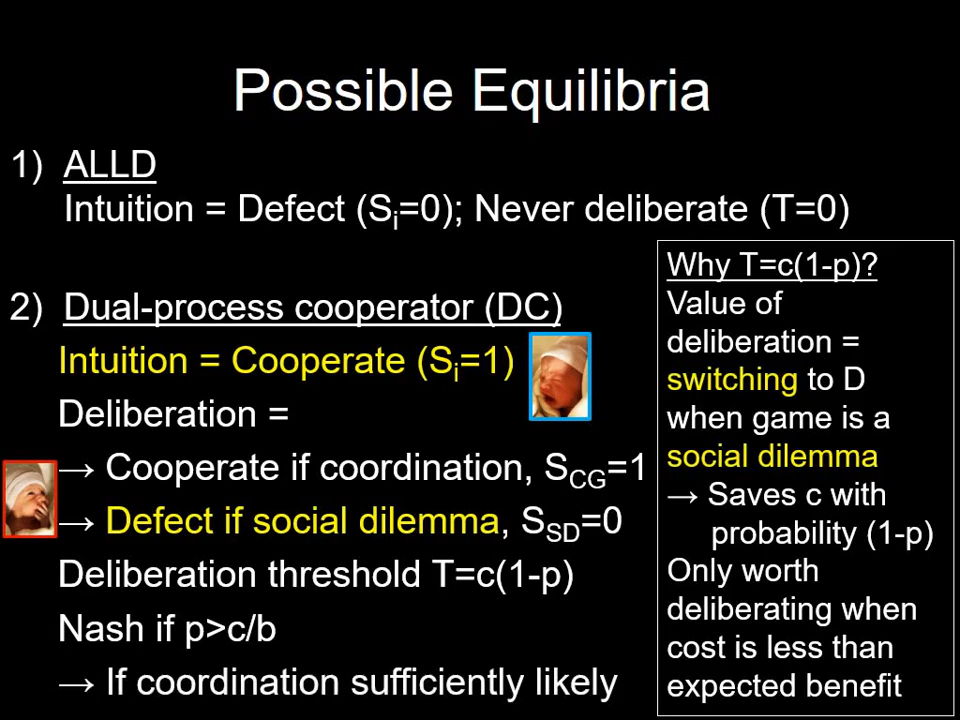 Possible Equilibria
1) ALLD
Intuition = Defect (Si=0); Never deliberate (T=0)
2) Dual-process cooperator (DC)
Intuition = Cooperate (Si=1)
Deliberation =
→ Cooperate if coordination, SCG=1
→ Defect if social dilemma, SSD=0
Deliberation threshold T=c(1-p)
Nash if p>c/b
→ If coordination sufficiently likely
Why T=c(1-p)?
Value of
deliberation =
switching to D
when game is a
social dilemma
→ Saves c with
probability (1-p)
Only worth
deliberating when
cost is less than
expected benefit